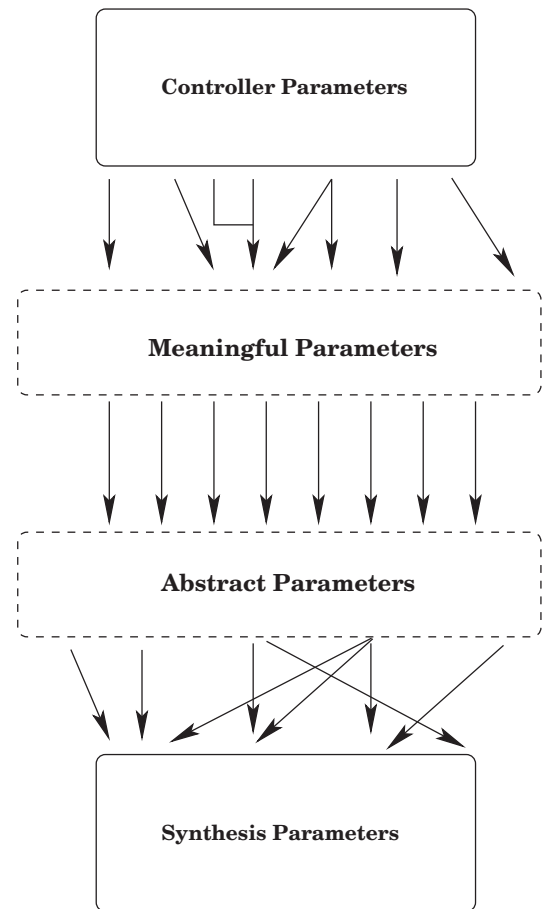 Controller Parameters
Meaningful Parameters
Abstract Parameters
Synthesis Parameters